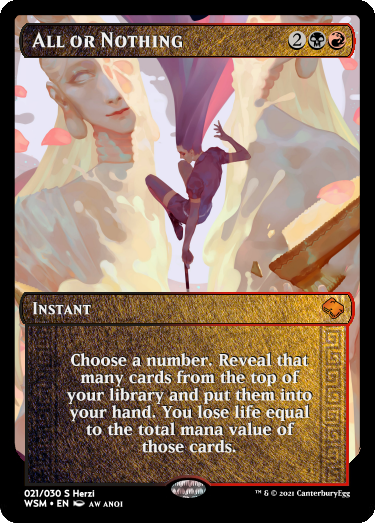 All or Nothing 2
Instant
Choose a number. Reveal that
many cards from the top of
your library and put them into
your hand. You lose life equal
to the total mana value of
those cards.
021/030 S Herzi
WSM • EN AW ANOI
™ & © 2021 CanterburyEgg